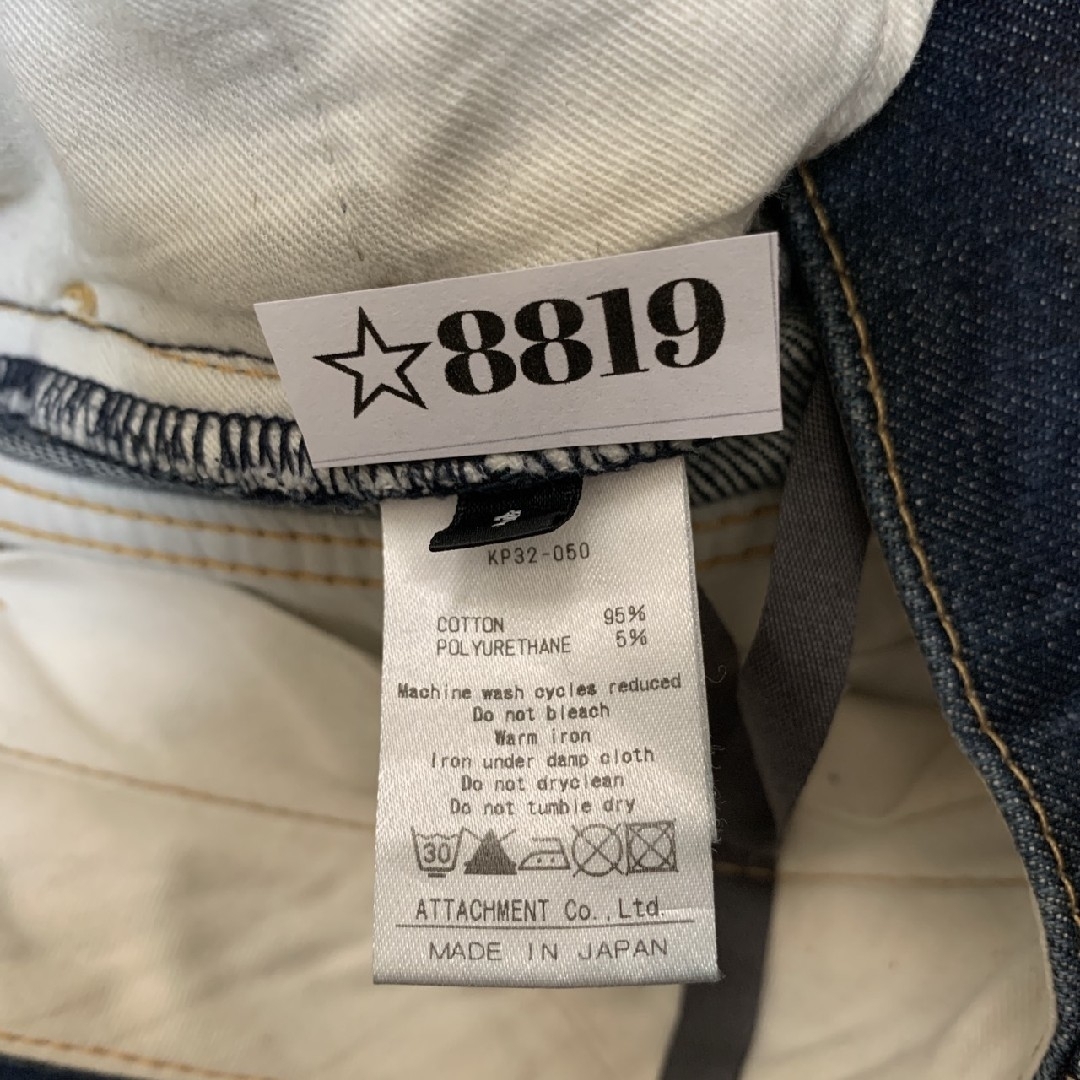 ☆8819
KP32-050
COTTON 95%
POLYURETHANE 5%
Machine wash cycles reduced
Do not bleach
Warm iron
Iron under damp cloth
Do not dryclean
Do not tumble dry
30
ATTACHMENT Co.,Ltd.
MADE IN JAPAN